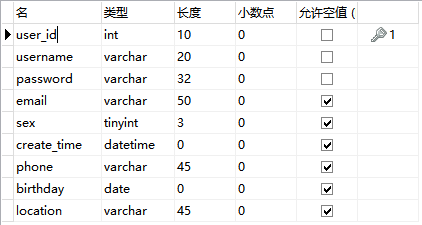 名 类型 长度 小数点 允许空值 (
user_id int 10 0 1
username varchar 20 0
password varchar 32 0
email varchar 50 0
sex tinyint 3 0
create_time datetime 0 0
phone varchar 45 0
birthday date 0 0
location varchar 45 0